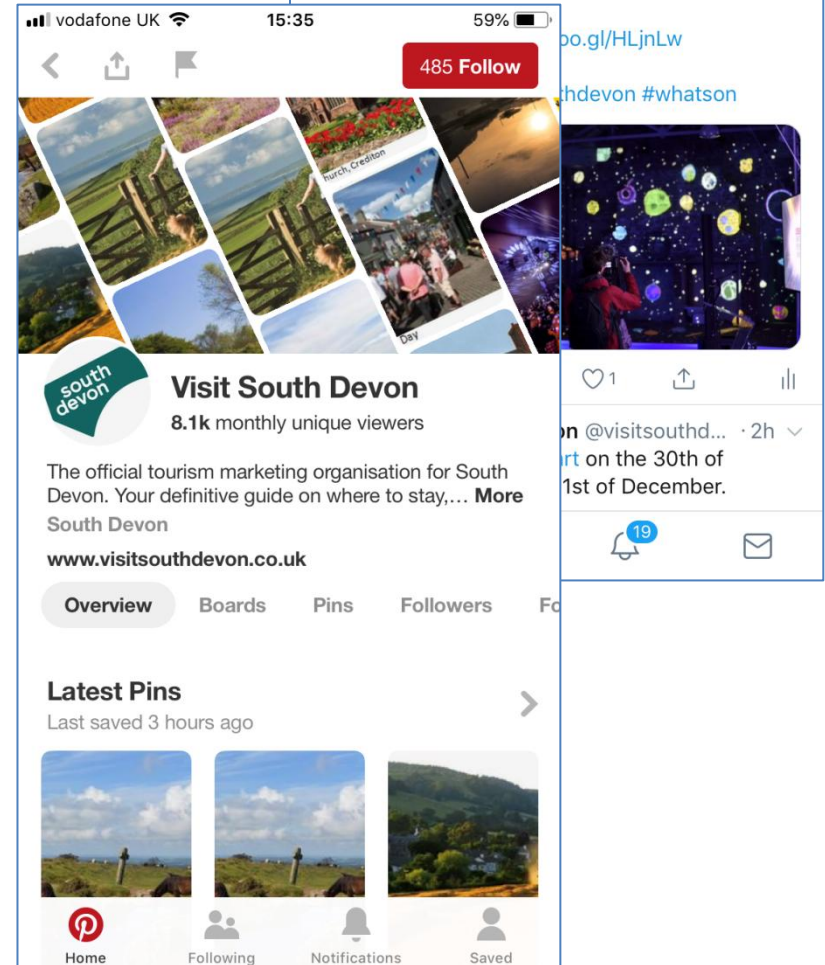 vodafone UK 15:35 59%
485 Follow
hurch, Crediton
Day
south
devon
Visit South Devon
8.1k monthly unique viewers
The official tourism marketing organisation for South
Devon. Your definitive guide on where to stay,… More
South Devon
www.visitsouthdevon.co.uk
Overview Boards Pins Followers Fo
Latest Pins
Last saved 3 hours ago
Home Following Notifications Saved
oo.gl/HLjnLw
thdevon #whatson
1
on @visitsouthd... · 2h
rt on the 30th of
1st of December.
19